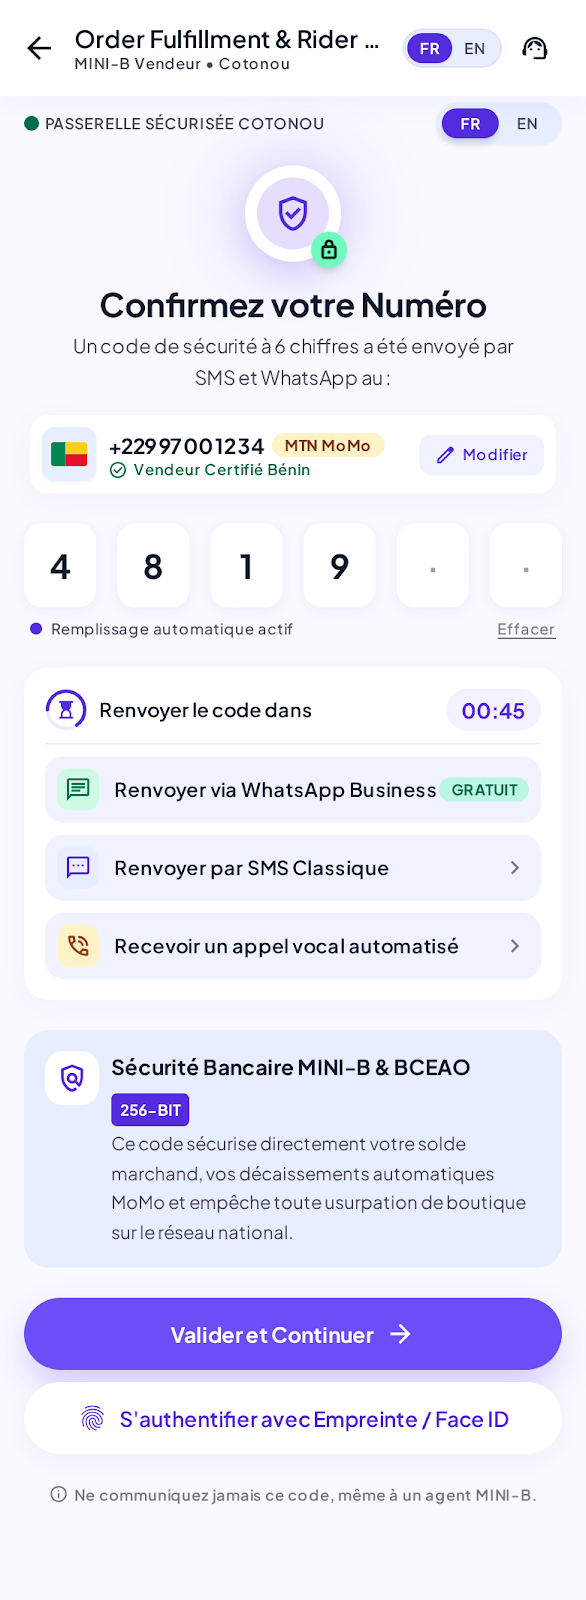 Order Fulfillment & Rider ...
FR EN
MINI-B Vendeur • Cotonou
PASSERELLE SÉCURISÉE COTONOU
FR EN
Confirmez votre Numéro
Un code de sécurité à 6 chiffres a été envoyé par
SMS et WhatsApp au :
+22997001234 MTN MoMo
Vendeur Certifié Bénin
Modifier
4 8 1 9 · ·
Remplissage automatique actif
Effacer
Renvoyer le code dans 00:45
Renvoyer via WhatsApp Business GRATUIT
Renvoyer par SMS Classique
Recevoir un appel vocal automatisé
Sécurité Bancaire MINI-B & BCEAO
256-BIT
Ce code sécurise directement votre solde
marchand, vos décaissements automatiques
MoMo et empêche toute usurpation de boutique
sur le réseau national.
Valider et Continuer
S'authentifier avec Empreinte / Face ID
Ne communiquez jamais ce code, même à un agent MINI-B.